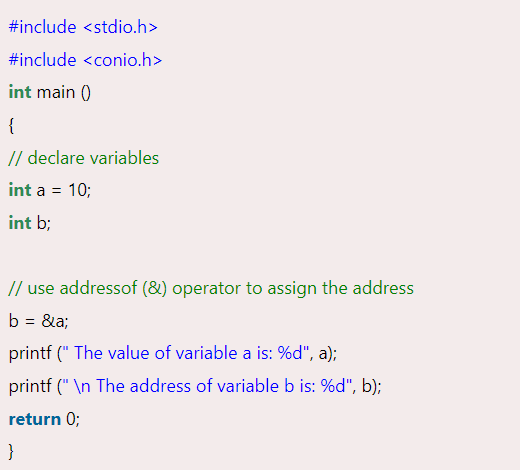 #include <stdio.h>
#include <conio.h>
int main ()
{
// declare variables
int a = 10;
int b;
// use addressof (&) operator to assign the address
b = &a;
printf (" The value of variable a is: %d", a);
printf (" \n The address of variable b is: %d", b);
return 0;
}